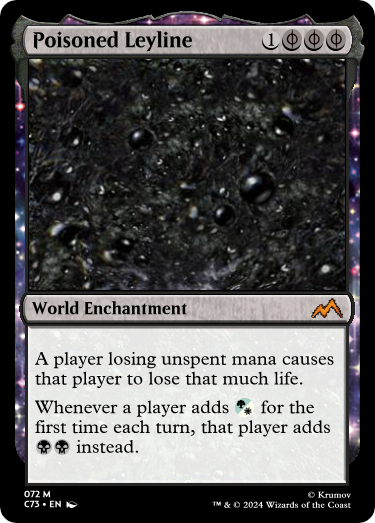 Poisoned Leyline 1
World Enchantment
A player losing unspent mana causes
that player to lose that much life.
Whenever a player adds for the
first time each turn, that player adds
instead.
072 M
C73 • EN
© Krumov
™ & © 2024 Wizards of the Coast